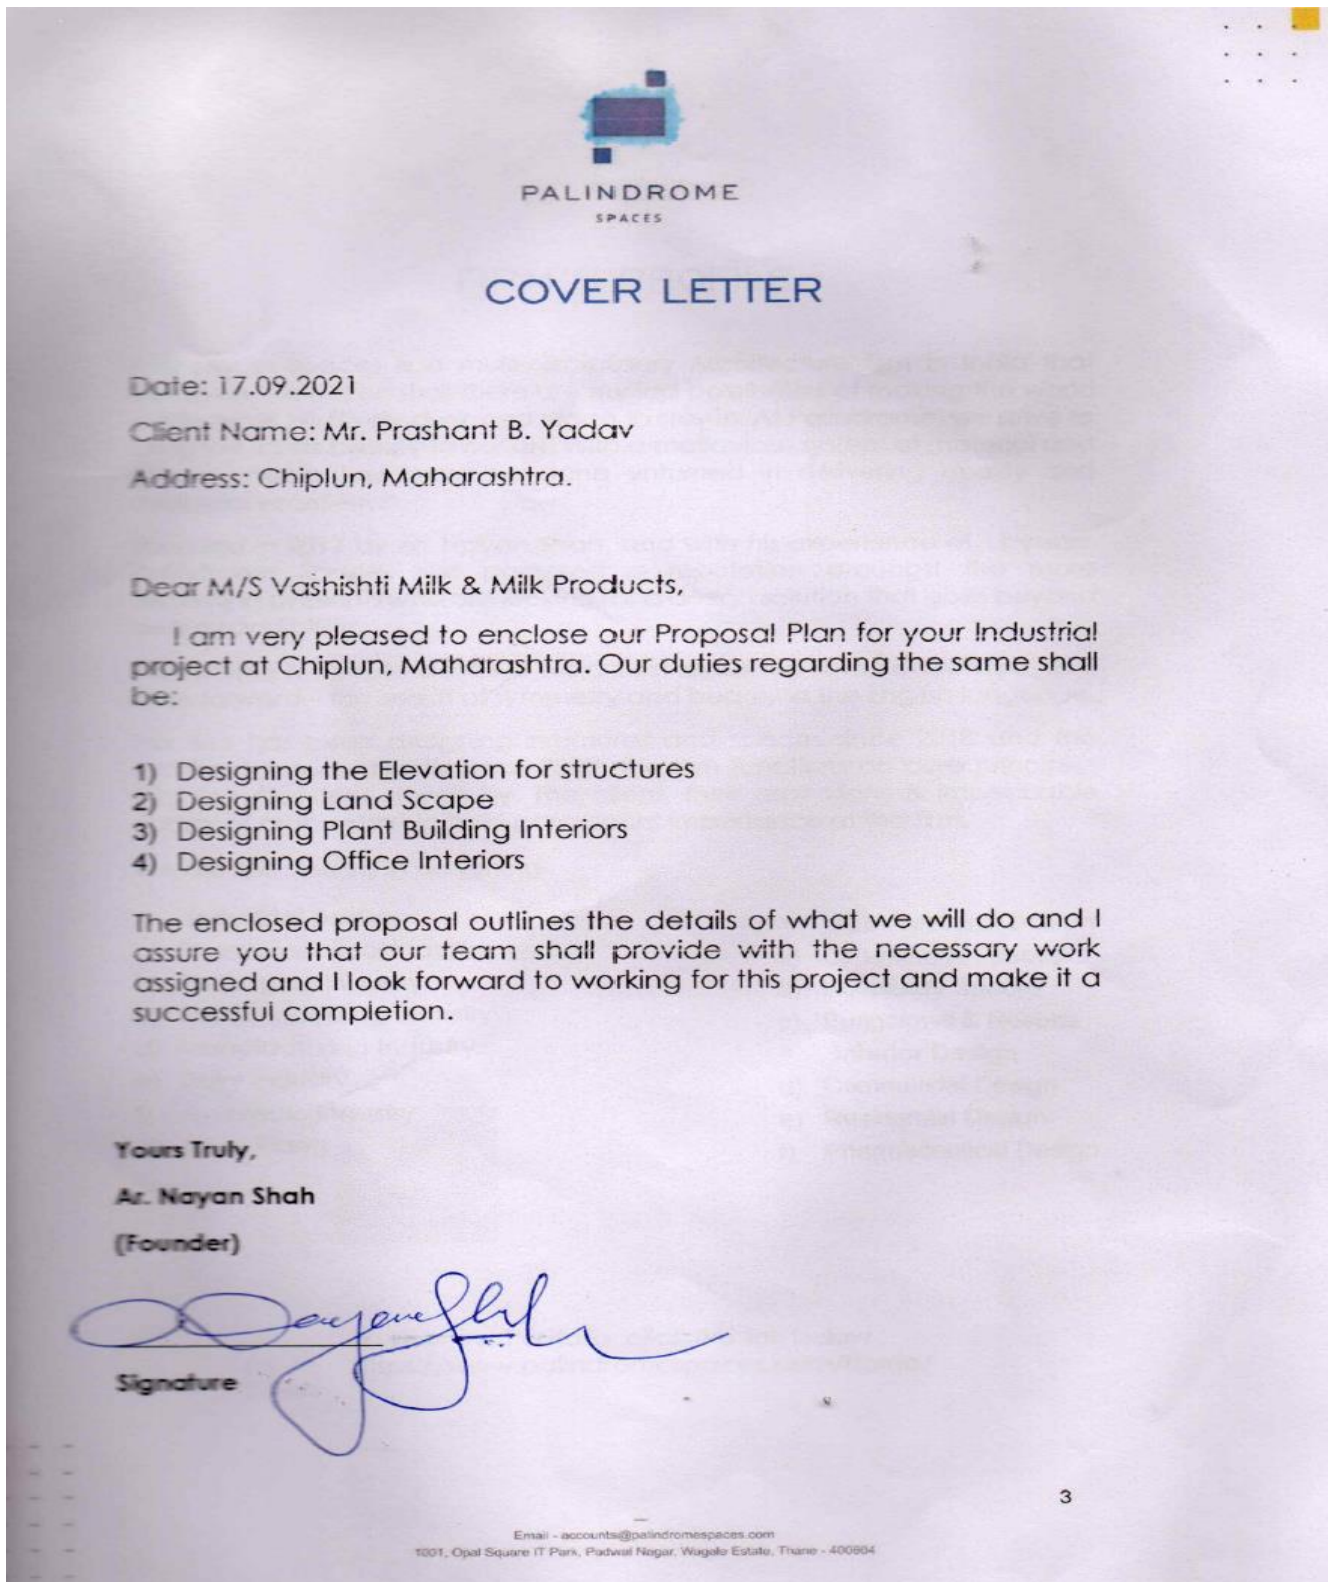 PALINDROME
SPACES
COVER LETTER
Date: 17.09.2021
Client Name: Mr. Prashant B. Yadav
Address: Chiplun, Maharashtra.
Dear M/S Vashishti Milk & Milk Products,
I am very pleased to enclose our Proposal Plan for your Industrial
project at Chiplun, Maharashtra. Our duties regarding the same shall
be:
1) Designing the Elevation for structures
2) Designing Land Scape
3) Designing Plant Building Interiors
4) Designing Office Interiors
The enclosed proposal outlines the details of what we will do and I
assure you that our team shall provide with the necessary work
assigned and I look forward to working for this project and make it a
successful completion.
Yours Truly,
Ar. Nayan Shah
(Founder)
Signature
3
Email - accounts@palindromespaces.com
1001, Opal Square IT Park, Padwal Nagar, Wagale Estate, Thane - 400604